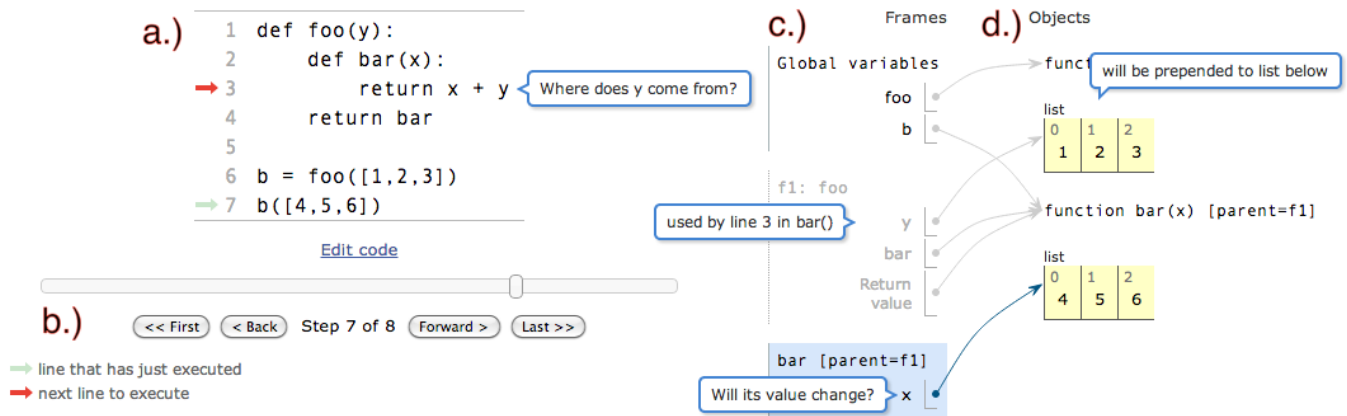 a.)
1 def foo(y):
2 def bar(x):
3 return x + y
Where does y come from?
4 return bar
5
6 b = foo([1,2,3])
7 b([4,5,6])
Edit code
b.)
<< First < Back Step 7 of 8 Forward > Last >>
line that has just executed
next line to execute
c.)
Frames
Global variables
foo
b
f1: foo
used by line 3 in bar()
y
bar
Return
value
bar [parent=f1]
Will its value change?
x
d.)
Objects
will be prepended to list below
list
0 1 2
1 2 3
function bar(x) [parent=f1]
list
0 1 2
4 5 6